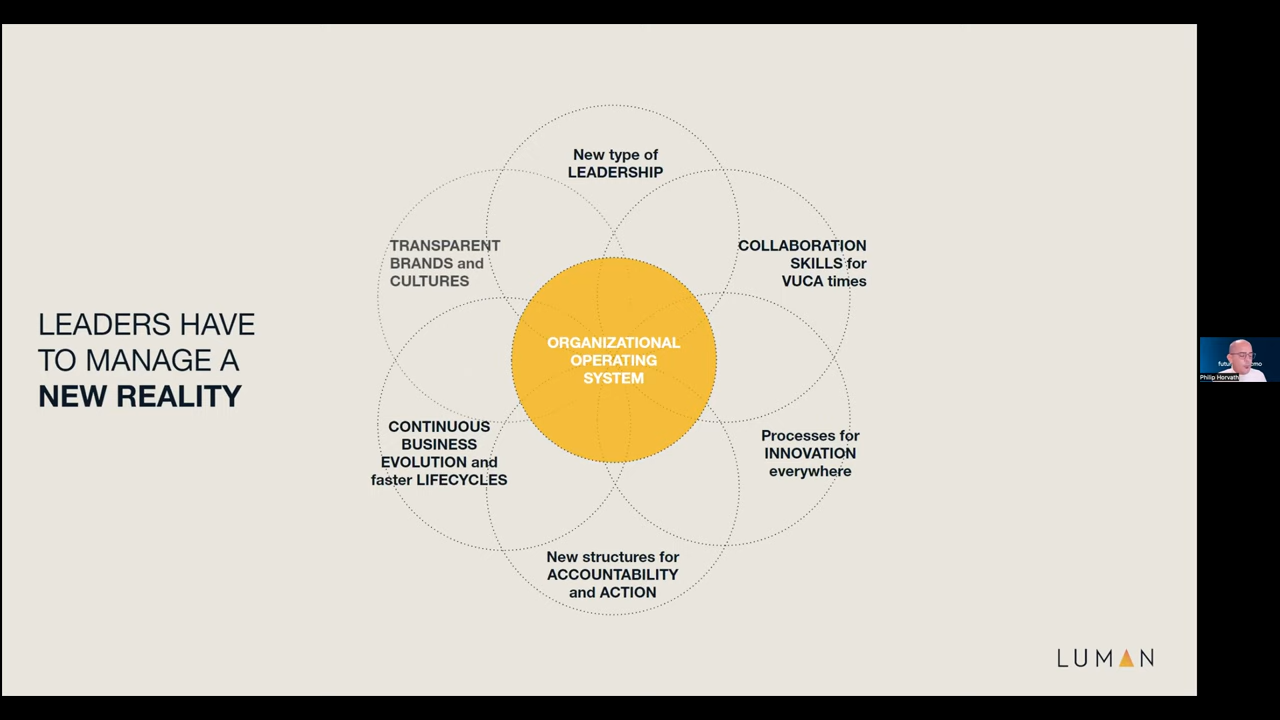 LEADERS HAVE
TO MANAGE A
NEW REALITY
New type of
LEADERSHIP
TRANSPARENT
BRANDS and
CULTURES
COLLABORATION
SKILLS for
VUCA times
ORGANIZATIONAL
OPERATING
SYSTEM
CONTINUOUS
BUSINESS
EVOLUTION and
faster LIFECYCLES
Processes for
INNOVATION
everywhere
New structures for
ACCOUNTABILITY
and ACTION
LUMAN
Philip Horvath